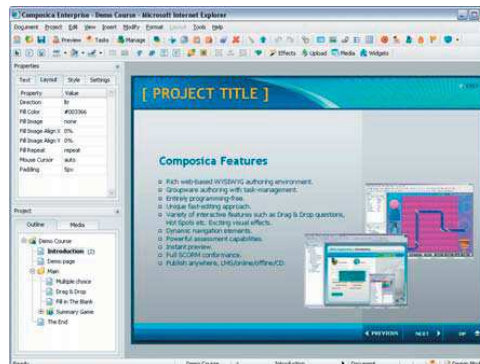 Composica Enterprise - Demo Course - Microsoft Internet Explorer
Document Project Edit View Insert Modify Format Layout Tools Help
Preview Tasks Manage
Effects Upload Media Widgets
Properties
Text Layout Style Settings
Property Value
Direction ltr
Fill Color #003366
Fill Image none
Fill Image Align X 0%
Fill Image Align Y 0%
Fill Repeat repeat
Mouse Cursor auto
Padding 5px
Project
Outline Media
Demo Course
Introduction (2)
Demo page
Main
Multiple choice
Drag & Drop
Fill in The Blank
Summary Game
The End
[ PROJECT TITLE ]
Composica Features
Rich web-based WYSIWYG authoring environment.
Groupware authoring with task-management.
Entirely programming-free.
Unique fast-editing approach.
Variety of interactive features such as Drag & Drop questions,
Hot Spots etc. Exciting visual effects.
Dynamic navigation elements.
Powerful assessment capabilities.
Instant preview.
Full SCORM conformance.
Publish anywhere, LMS/online/offline/CD.
PREVIOUS NEXT UP
Ready Demo Course Introduction Document Design Mode